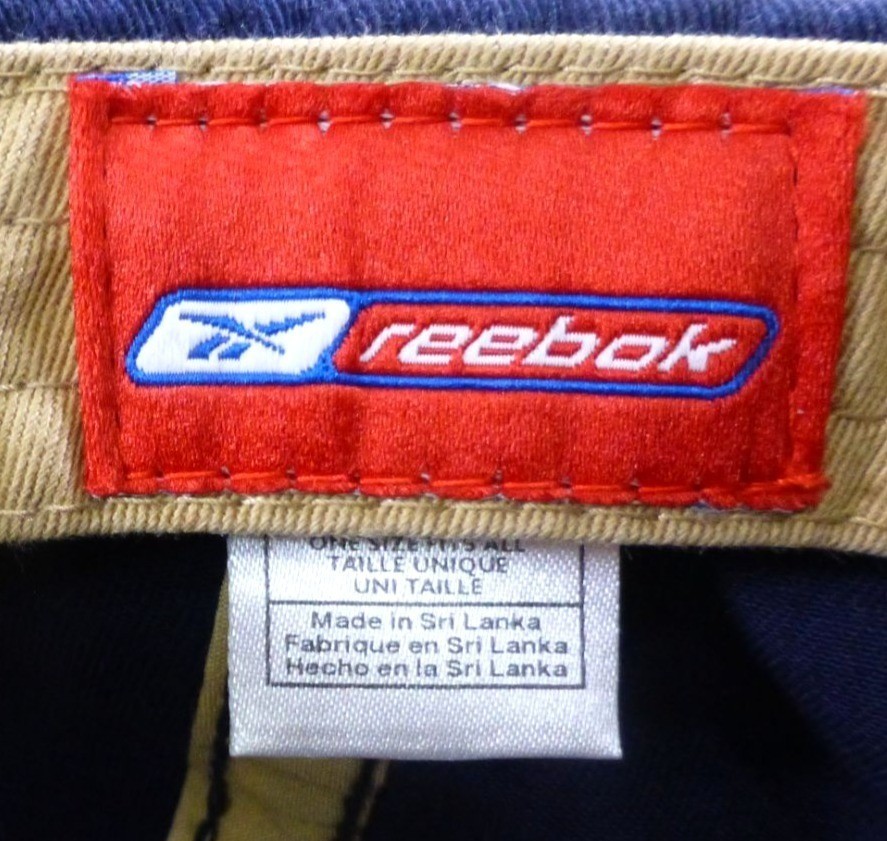 reebok
ONE SIZE FITS ALL
TAILLE UNIQUE
UNI TAILLE
Made in Sri Lanka
Fabrique en Sri Lanka
Hecho en la Sri Lanka